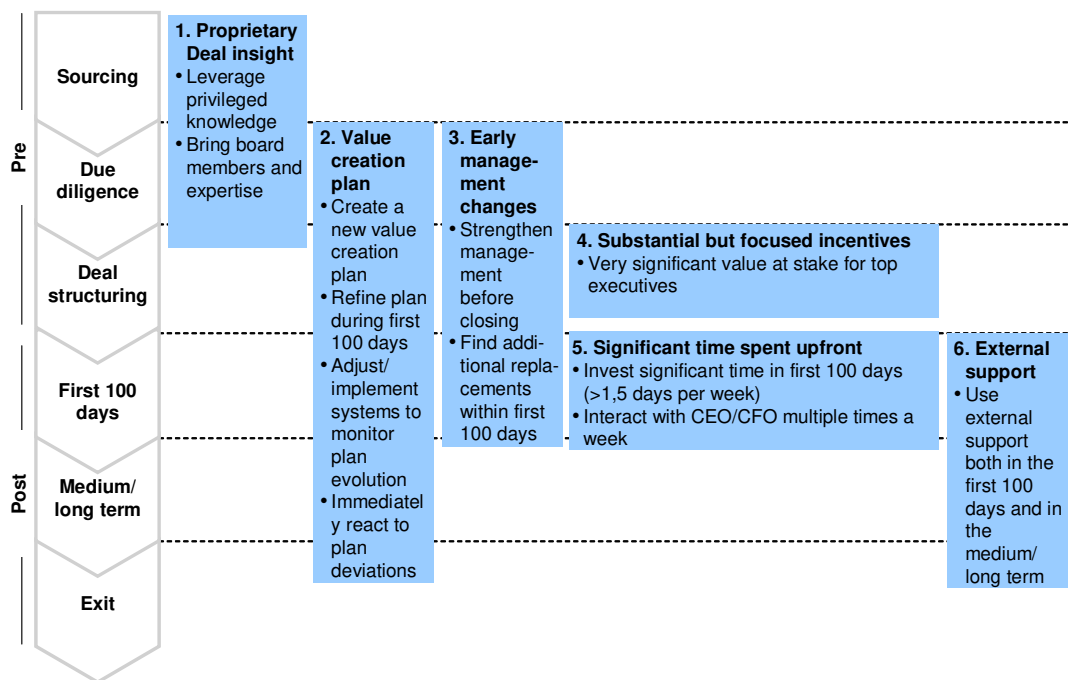 Pre
Post
Sourcing
Due
diligence
Deal
structuring
First 100
days
Medium/
long term
Exit
1. Proprietary
Deal insight
• Leverage
privileged
knowledge
• Bring board
members and
expertise
2. Value
creation
plan
• Create a
new value
creation
plan
• Refine plan
during first
100 days
• Adjust/
implement
systems to
monitor
plan
evolution
• Immediatel
y react to
plan
deviations
3. Early
manage-
ment
changes
• Strengthen
manage-
ment
before
closing
• Find addi-
tional repla-
cements
within first
100 days
4. Substantial but focused incentives
• Very significant value at stake for top
executives
5. Significant time spent upfront
• Invest significant time in first 100 days
(>1,5 days per week)
• Interact with CEO/CFO multiple times a
week
6. External
support
• Use
external
support
both in the
first 100
days and in
the
medium/
long term